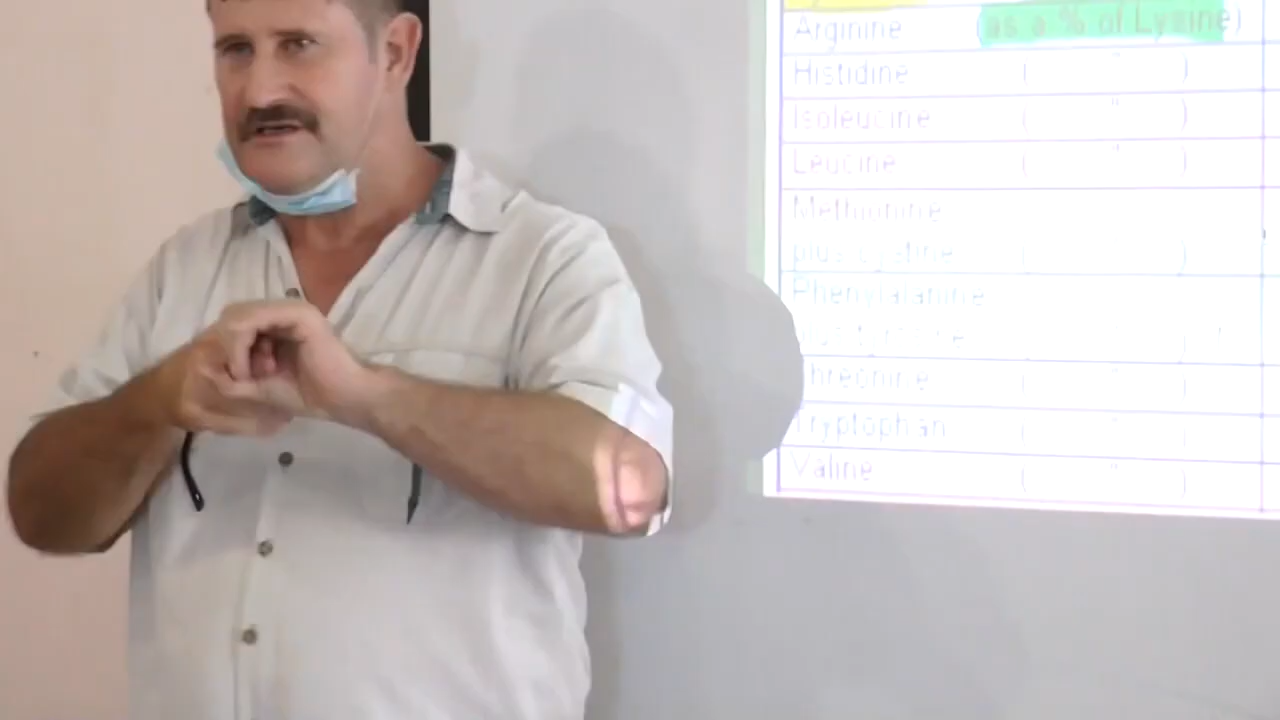 Arginine (as a % of Lysine)
Histidine ( " )
Isoleucine ( " )
Leucine ( " )
Methionine
plus cystine ( )
Phenylalanine
Threonine ( " )
Tryptophan ( " )
Valine ( " )